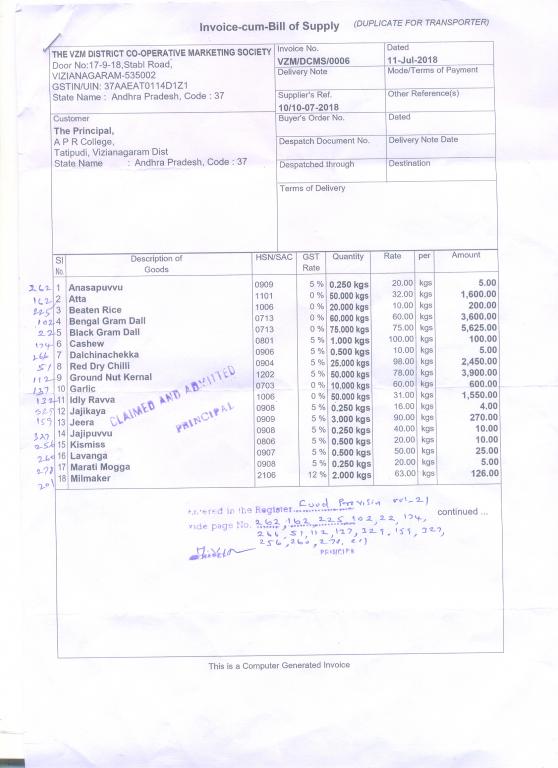 Invoice-cum-Bill of Supply (DUPLICATE FOR TRANSPORTER)
THE VZM DISTRICT CO-OPERATIVE MARKETING SOCIETY
Door No:17-9-18,Stabl Road,
VIZIANAGARAM-535002
GSTIN/UIN: 37AAEAT0114D1Z1
State Name : Andhra Pradesh, Code : 37
Invoice No. Dated
VZM/DCMS/0006 11-Jul-2018
Delivery Note Mode/Terms of Payment
Supplier's Ref. Other Reference(s)
10/10-07-2018
Customer
The Principal,
A P R College,
Tatipudi, Vizianagaram Dist
State Name : Andhra Pradesh, Code : 37
Buyer's Order No. Dated
Despatch Document No. Delivery Note Date
Despatched through Destination
Terms of Delivery
Sl No. Description of Goods HSN/SAC GST Rate Quantity Rate per Amount
262 1 Anasapuvvu 0909 5 % 0.250 kgs 20.00 kgs 5.00
162 2 Atta 1101 0 % 50.000 kgs 32.00 kgs 1,600.00
225 3 Beaten Rice 1006 0 % 20.000 kgs 10.00 kgs 200.00
102 4 Bengal Gram Dall 0713 0 % 60.000 kgs 60.00 kgs 3,600.00
22 5 Black Gram Dall 0713 0 % 75.000 kgs 75.00 kgs 5,625.00
174 6 Cashew 0801 5 % 1.000 kgs 100.00 kgs 100.00
266 7 Dalchinachekka 0906 5 % 0.500 kgs 10.00 kgs 5.00
51 8 Red Dry Chilli 0904 5 % 25.000 kgs 98.00 kgs 2,450.00
112 9 Ground Nut Kernal 1202 5 % 50.000 kgs 78.00 kgs 3,900.00
137 10 Garlic 0703 0 % 10.000 kgs 60.00 kgs 600.00
132 11 Idly Ravva 1006 0 % 50.000 kgs 31.00 kgs 1,550.00
325 12 Jajikaya 0908 5 % 0.250 kgs 16.00 kgs 4.00
159 13 Jeera 0909 5 % 3.000 kgs 90.00 kgs 270.00
327 14 Jajipuvvu 0908 5 % 0.250 kgs 40.00 kgs 10.00
256 15 Kismiss 0806 5 % 0.500 kgs 20.00 kgs 10.00
260 16 Lavanga 0907 5 % 0.500 kgs 50.00 kgs 25.00
278 17 Marati Mogga 0908 5 % 0.250 kgs 20.00 kgs 5.00
201 18 Milmaker 2106 12 % 2.000 kgs 63.00 kgs 126.00
CLAIMED AND ADMITTED
PRINCIPAL
in the Register
continued ...
page No. 262, 162, 225, 102, 22, 174,
266, 51, 112, 137, 325, 159, 327,
256, 260, 278, 201
This is a Computer Generated Invoice